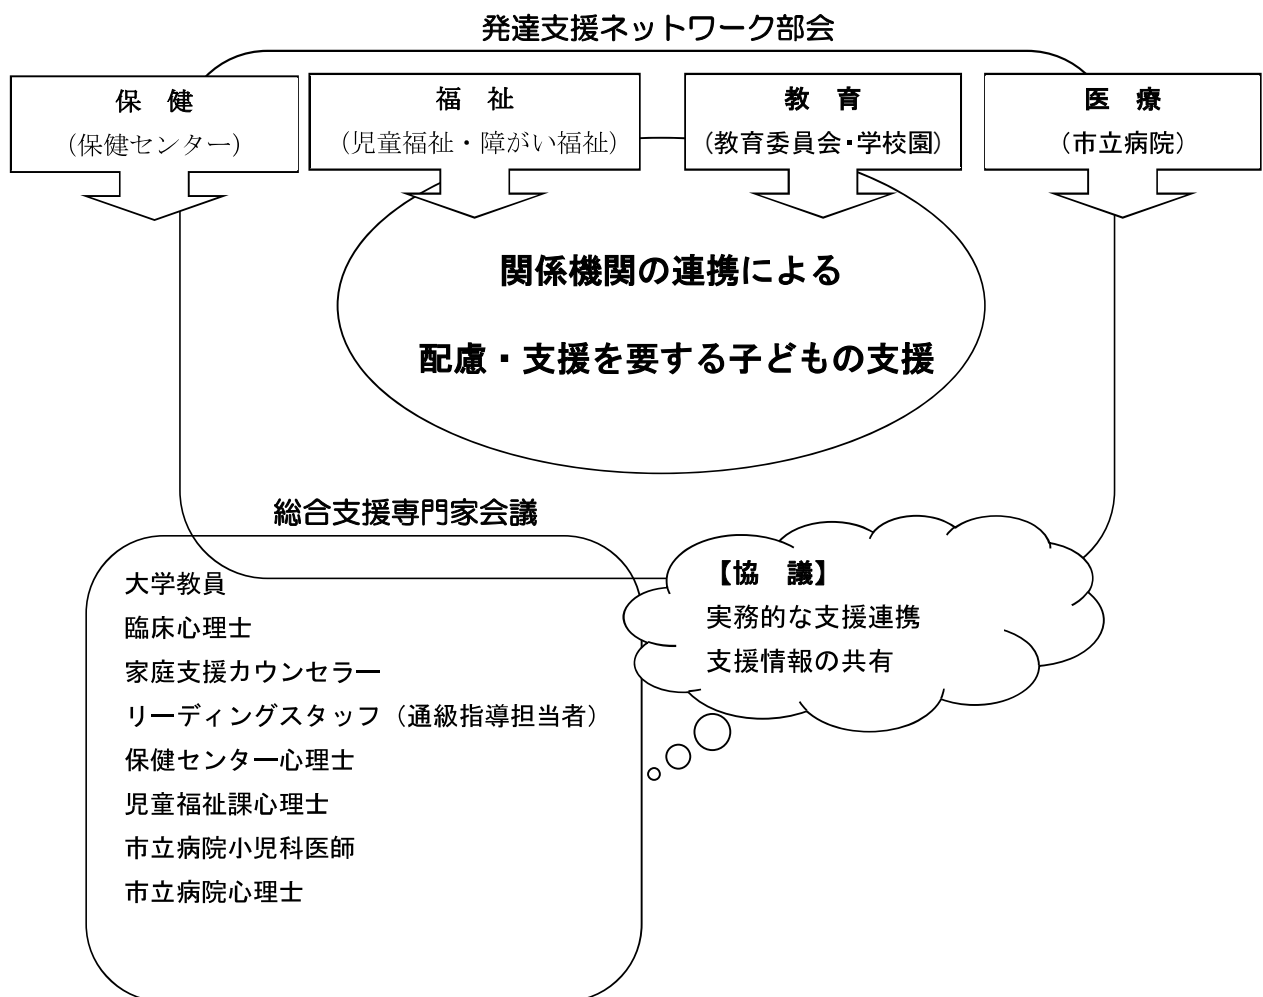 発達支援ネットワーク部会
保　健
（保健センター）
福　祉
（児童福祉・障がい福祉）
教　育
（教育委員会・学校園）
医　療
（市立病院）
関係機関の連携による
配慮・支援を要する子どもの支援
総合支援専門家会議
大学教員
臨床心理士
家庭支援カウンセラー
リーディングスタッフ（通級指導担当者）
保健センター心理士
児童福祉課心理士
市立病院小児科医師
市立病院心理士
【協　議】
実務的な支援連携
支援情報の共有